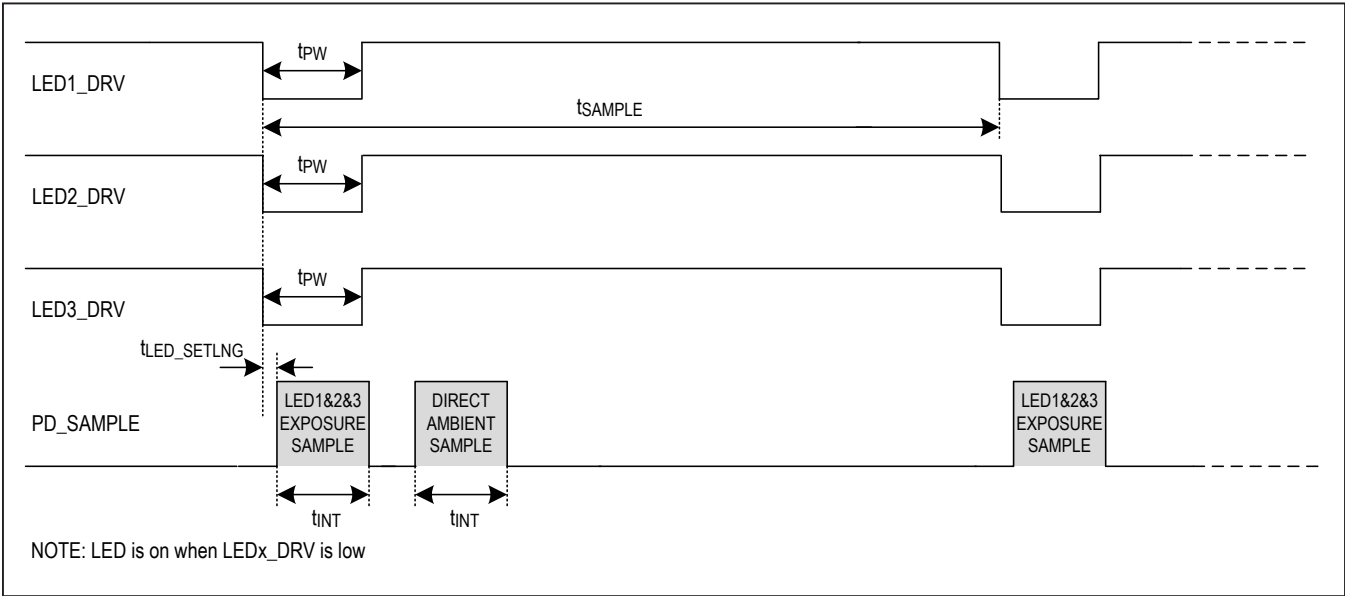 tPW
LED1_DRV
tSAMPLE
tPW
LED2_DRV
tPW
LED3_DRV
tLED_SETLNG
LED1&2&3
EXPOSURE
SAMPLE
DIRECT
AMBIENT
SAMPLE
LED1&2&3
EXPOSURE
SAMPLE
PD_SAMPLE
tINT
tINT
NOTE: LED is on when LEDx_DRV is low